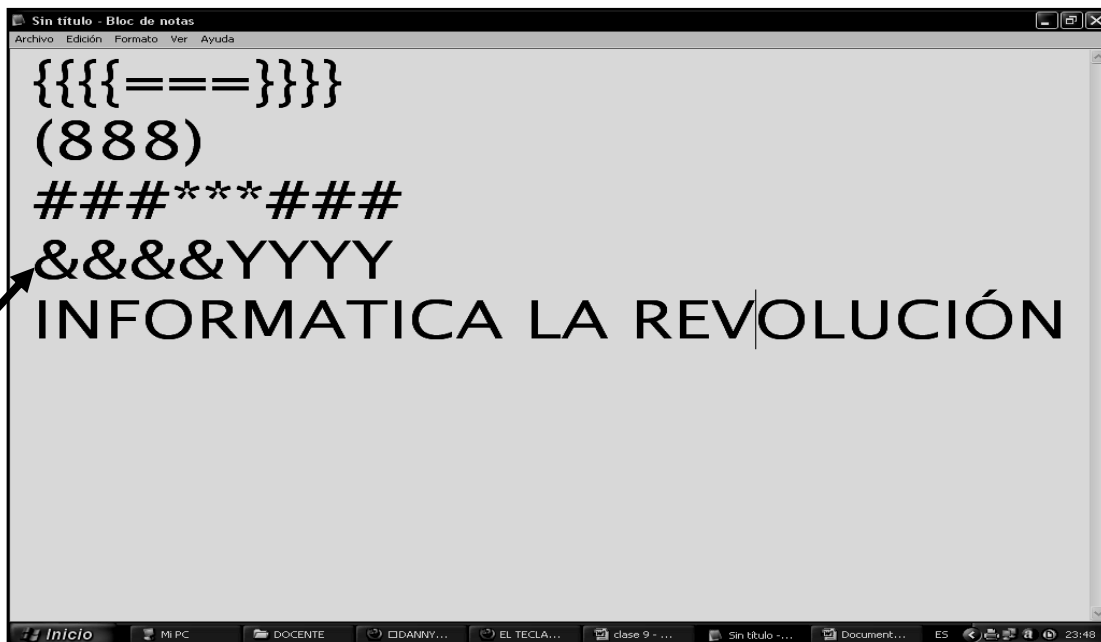 Sin título - Bloc de notas
Archivo Edición Formato Ver Ayuda
{{{{===}}}}
(888)
###***###
&&&&YYYY
INFORMATICA LA REVOLUCIÓN
Inicio Mi PC DOCENTE DANNY... EL TECLA... clase 9 - ... Sin título -... Document... ES 23:48